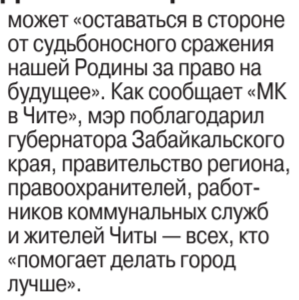 может «оставаться в стороне
от судьбоносного сражения
нашей Родины за право на
будущее». Как сообщает «МК
в Чите», мэр поблагодарил
губернатора Забайкальского
края, правительство региона,
правоохранителей, работ-
ников коммунальных служб
и жителей Читы — всех, кто
«помогает делать город
лучше».